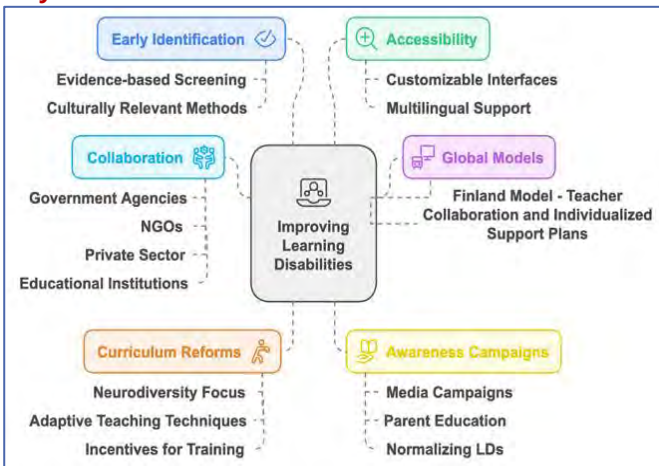 Early Identification
Evidence-based Screening
Culturally Relevant Methods
Accessibility
Customizable Interfaces
Multilingual Support
Collaboration
Government Agencies
NGOs
Private Sector
Educational Institutions
Improving
Learning
Disabilities
Global Models
Finland Model - Teacher
Collaboration and Individualized
Support Plans
Curriculum Reforms
Neurodiversity Focus
Adaptive Teaching Techniques
Incentives for Training
Awareness Campaigns
Media Campaigns
Parent Education
Normalizing LDs